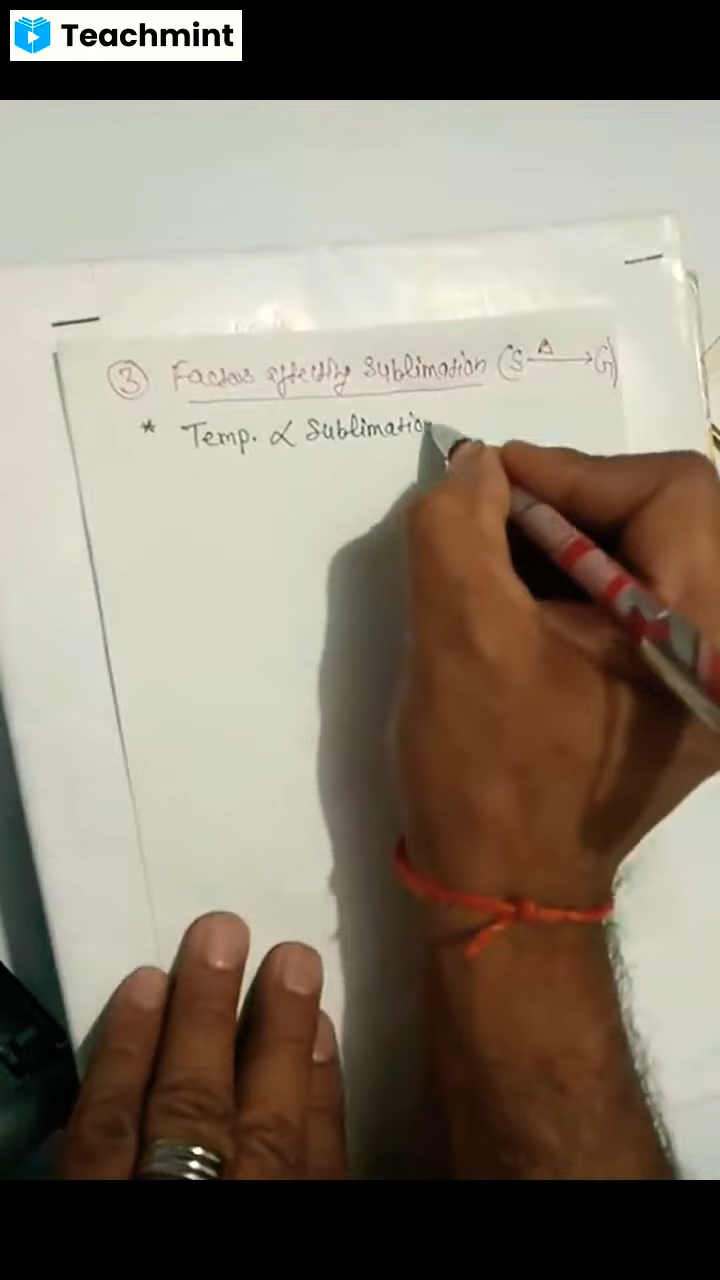 Teachmint
③ Factors affecting Sublimation (S —Δ→ G)
* Temp. ∝ Sublimation